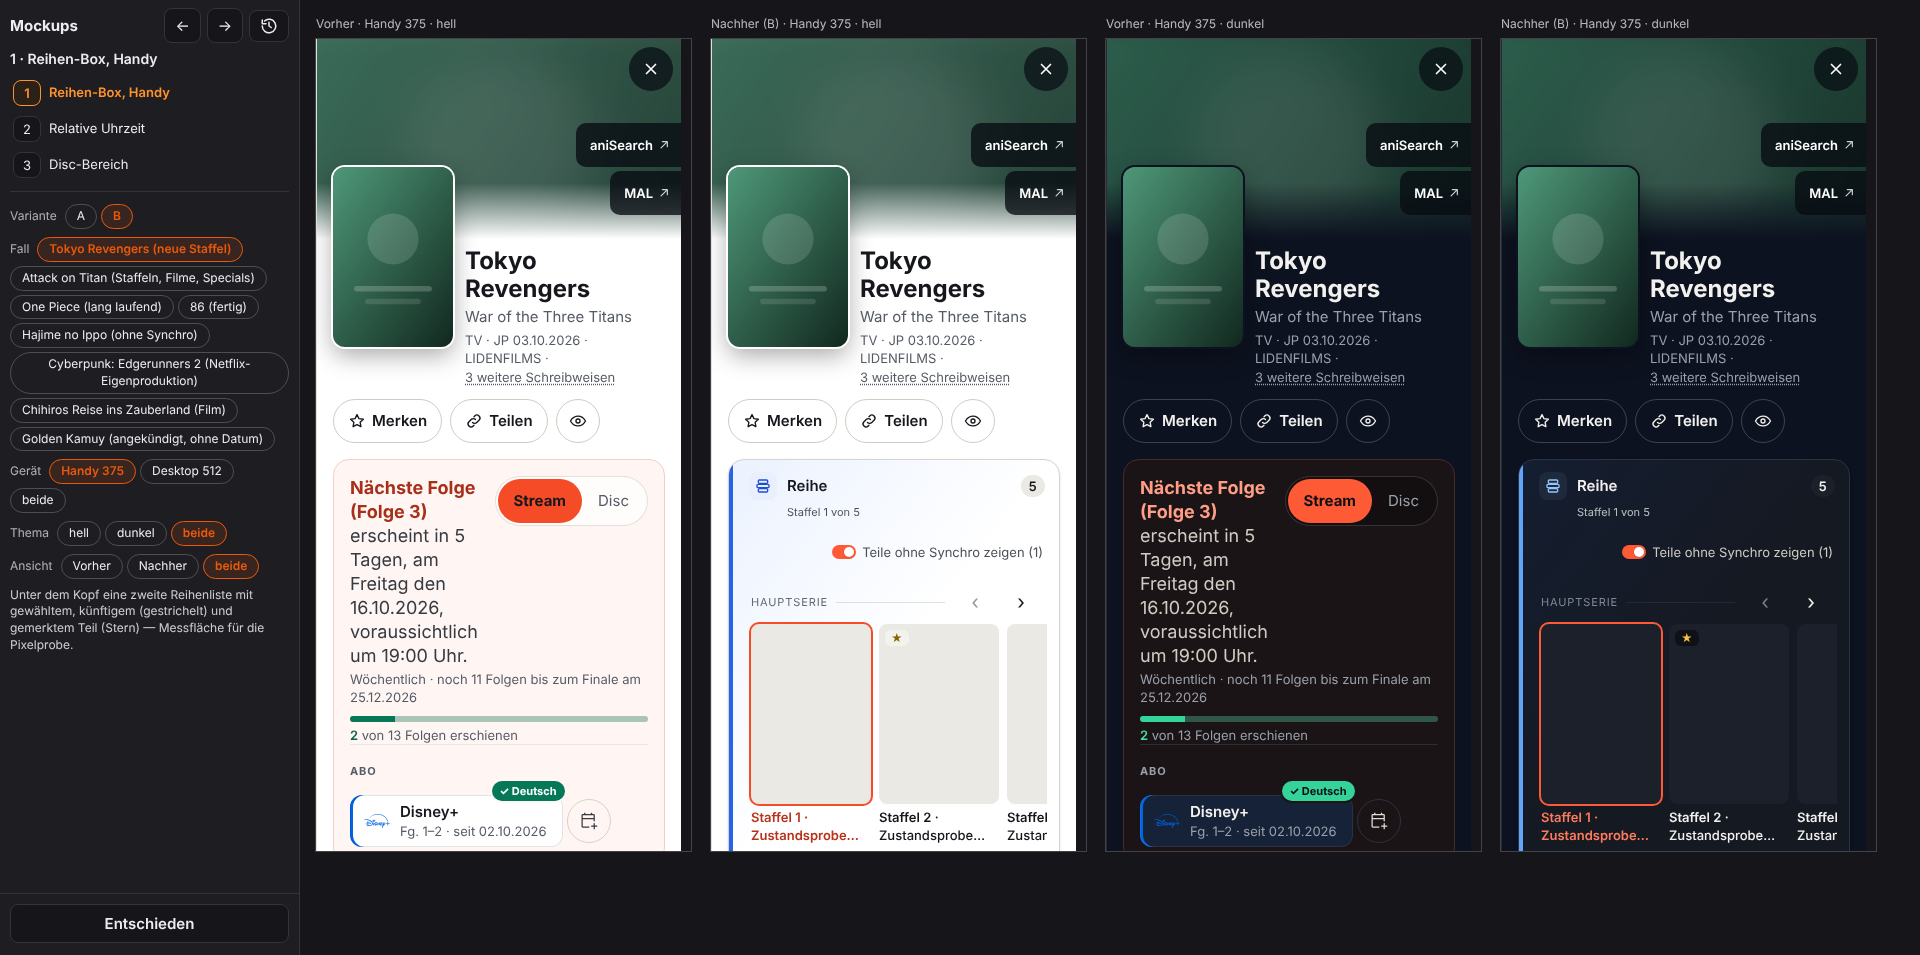 Mockups
1 · Reihen-Box, Handy
1 Reihen-Box, Handy
2 Relative Uhrzeit
3 Disc-Bereich
Variante A B
Fall Tokyo Revengers (neue Staffel)
Attack on Titan (Staffeln, Filme, Specials)
One Piece (lang laufend) 86 (fertig)
Hajime no Ippo (ohne Synchro)
Cyberpunk: Edgerunners 2 (Netflix-
Eigenproduktion)
Chihiros Reise ins Zauberland (Film)
Golden Kamuy (angekündigt, ohne Datum)
Gerät Handy 375 Desktop 512
beide
Thema hell dunkel beide
Ansicht Vorher Nachher beide
Unter dem Kopf eine zweite Reihenliste mit
gewähltem, künftigem (gestrichelt) und
gemerktem Teil (Stern) — Messfläche für die
Pixelprobe.
Entschieden
Vorher · Handy 375 · hell
aniSearch ↗
MAL ↗
Tokyo
Revengers
War of the Three Titans
TV · JP 03.10.2026 ·
LIDENFILMS ·
3 weitere Schreibweisen
Merken Teilen
Nächste Folge
(Folge 3)
erscheint in 5
Tagen, am
Freitag den
16.10.2026,
voraussichtlich
um 19:00 Uhr.
Stream Disc
Wöchentlich · noch 11 Folgen bis zum Finale am
25.12.2026
2 von 13 Folgen erschienen
ABO
✓ Deutsch
Disney+
Disney+
Fg. 1–2 · seit 02.10.2026
Nachher (B) · Handy 375 · hell
aniSearch ↗
MAL ↗
Tokyo
Revengers
War of the Three Titans
TV · JP 03.10.2026 ·
LIDENFILMS ·
3 weitere Schreibweisen
Merken Teilen
Reihe 5
Staffel 1 von 5
Teile ohne Synchro zeigen (1)
HAUPTSERIE
Staffel 1 ·
Zustandsprobe...
Staffel 2 ·
Zustandsprobe...
Staffel
Zustar
Vorher · Handy 375 · dunkel
aniSearch ↗
MAL ↗
Tokyo
Revengers
War of the Three Titans
TV · JP 03.10.2026 ·
LIDENFILMS ·
3 weitere Schreibweisen
Merken Teilen
Nächste Folge
(Folge 3)
erscheint in 5
Tagen, am
Freitag den
16.10.2026,
voraussichtlich
um 19:00 Uhr.
Stream Disc
Wöchentlich · noch 11 Folgen bis zum Finale am
25.12.2026
2 von 13 Folgen erschienen
ABO
✓ Deutsch
Disney+
Disney+
Fg. 1–2 · seit 02.10.2026
Nachher (B) · Handy 375 · dunkel
aniSearch ↗
MAL ↗
Tokyo
Revengers
War of the Three Titans
TV · JP 03.10.2026 ·
LIDENFILMS ·
3 weitere Schreibweisen
Merken Teilen
Reihe 5
Staffel 1 von 5
Teile ohne Synchro zeigen (1)
HAUPTSERIE
Staffel 1 ·
Zustandsprobe...
Staffel 2 ·
Zustandsprobe...
Staffel
Zustar